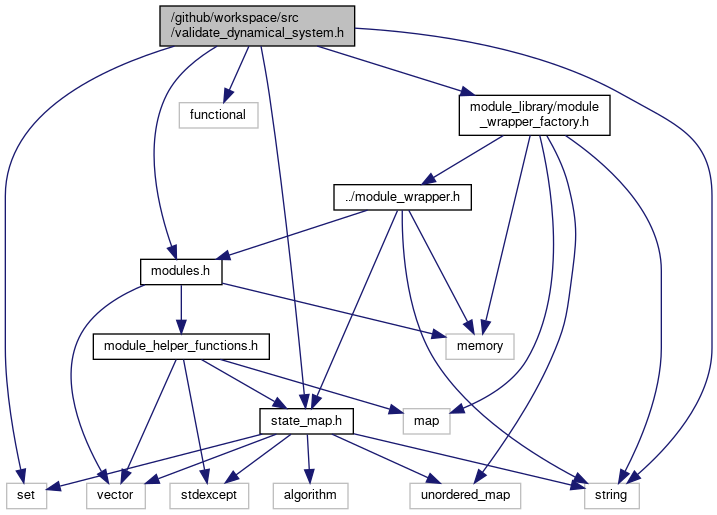 /github/workspace/src
/validate_dynamical_system.h
functional
module_library/module
_wrapper_factory.h
../module_wrapper.h
modules.h
module_helper_functions.h
memory
state_map.h
map
set
vector
stdexcept
algorithm
unordered_map
string